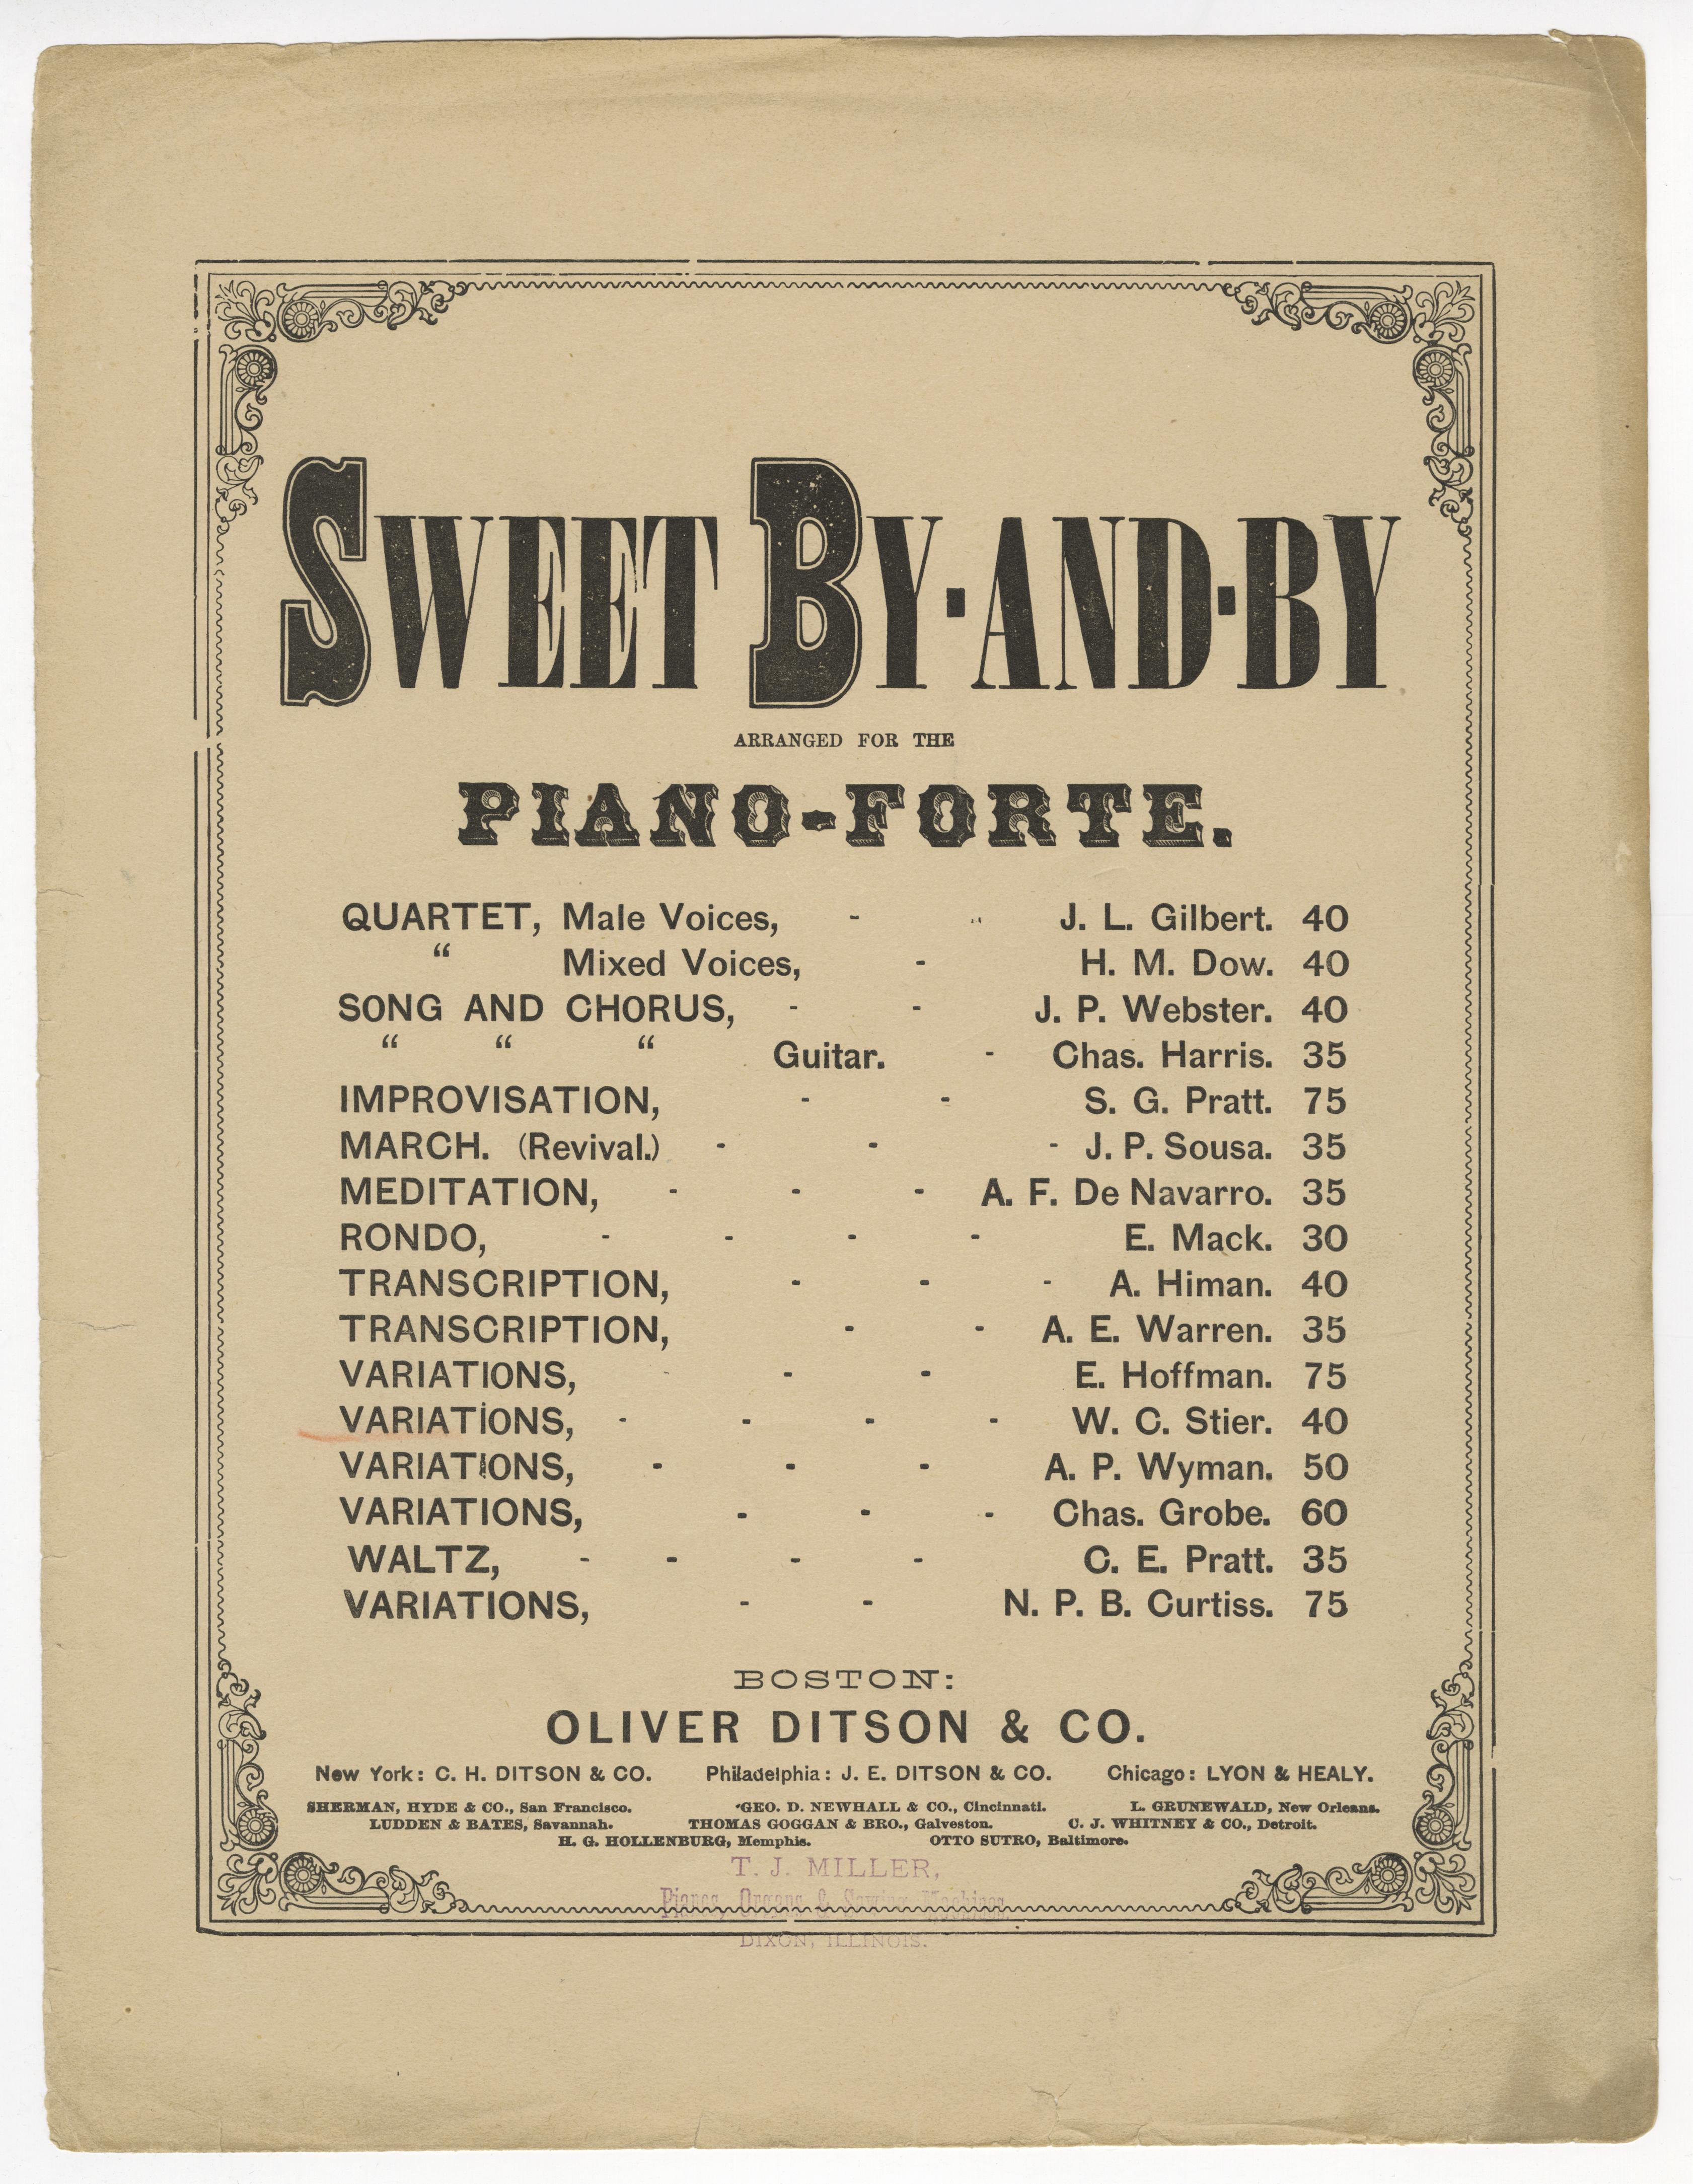 SWEET BY-AND-BY
ARRANGED FOR THE
PIANO-FORTE.
QUARTET, Male Voices, - " J. L. Gilbert. 40
“ Mixed Voices, - H. M. Dow. 40
SONG AND CHORUS, - - J. P. Webster. 40
“ “ “ Guitar. - Chas. Harris. 35
IMPROVISATION, - - S. G. Pratt. 75
MARCH. (Revival.) - - - J. P. Sousa. 35
MEDITATION, - - - A. F. De Navarro. 35
RONDO, - - - - E. Mack. 30
TRANSCRIPTION, - - - A. Himan. 40
TRANSCRIPTION, - - A. E. Warren. 35
VARIATIONS, - - - E. Hoffman. 75
VARIATIONS, - - - - W. C. Stier. 40
VARIATIONS, - - - A. P. Wyman. 50
VARIATIONS, - - - Chas. Grobe. 60
WALTZ, - - - - C. E. Pratt. 35
VARIATIONS, - - N. P. B. Curtiss. 75
BOSTON:
OLIVER DITSON & CO.
New York: C. H. DITSON & CO. Philadelphia: J. E. DITSON & CO. Chicago: LYON & HEALY.
SHERMAN, HYDE & CO., San Francisco. GEO. D. NEWHALL & CO., Cincinnati. L. GRUNEWALD, New Orleans.
LUDDEN & BATES, Savannah. THOMAS GOGGAN & BRO., Galveston. C. J. WHITNEY & CO., Detroit.
H. G. HOLLENBURG, Memphis. OTTO SUTRO, Baltimore.
T. J. MILLER,
Pianos, Organs & Sewing Machines,
DIXON, ILLINOIS.